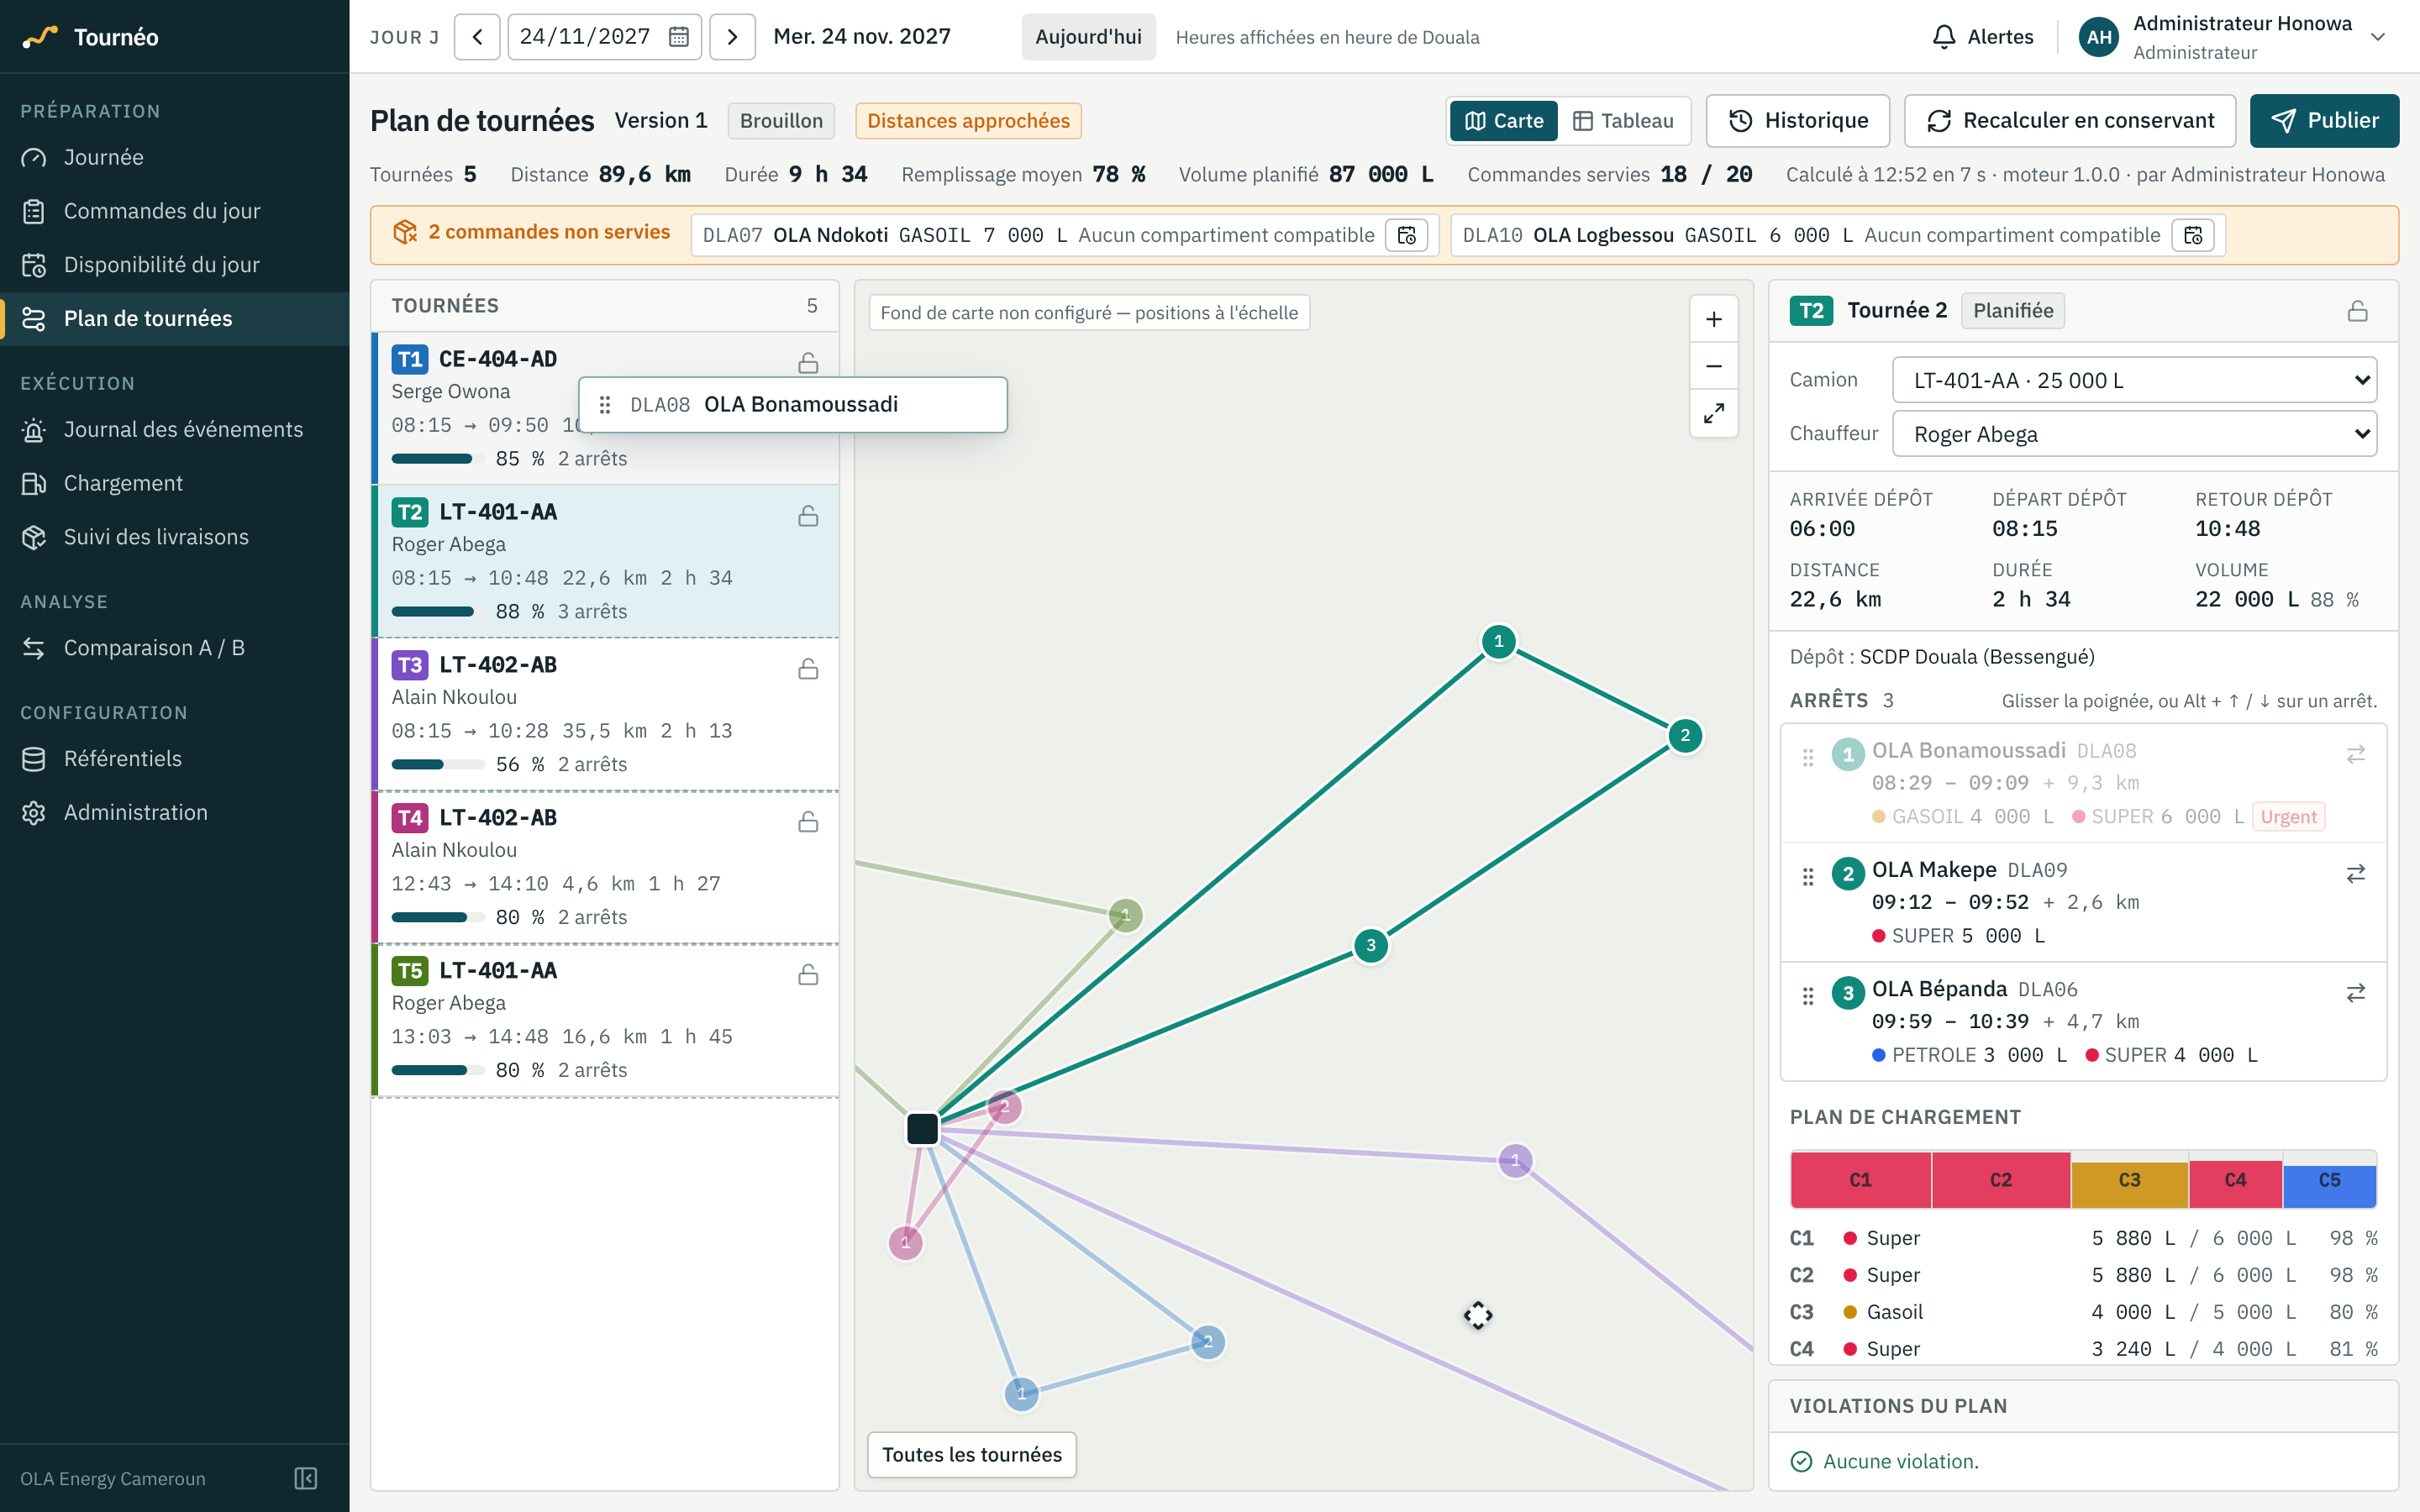 Tournéo
JOUR J
24/11/2027
Mer. 24 nov. 2027
Aujourd'hui
Heures affichées en heure de Douala
Alertes
AH
Administrateur Honowa
Administrateur
PRÉPARATION
Journée
Commandes du jour
Disponibilité du jour
Plan de tournées
EXÉCUTION
Journal des événements
Chargement
Suivi des livraisons
ANALYSE
Comparaison A / B
CONFIGURATION
Référentiels
Administration
OLA Energy Cameroun
Plan de tournées Version 1 Brouillon Distances approchées
Carte Tableau Historique Recalculer en conservant Publier
Tournées 5 Distance 89,6 km Durée 9 h 34 Remplissage moyen 78 % Volume planifié 87 000 L Commandes servies 18 / 20 Calculé à 12:52 en 7 s · moteur 1.0.0 · par Administrateur Honowa
2 commandes non servies
DLA07 OLA Ndokoti GASOIL 7 000 L Aucun compartiment compatible
DLA10 OLA Logbessou GASOIL 6 000 L Aucun compartiment compatible
TOURNÉES 5
T1 CE-404-AD
Serge Owona
08:15 → 09:50
85 % 2 arrêts
DLA08 OLA Bonamoussadi
T2 LT-401-AA
Roger Abega
08:15 → 10:48 22,6 km 2 h 34
88 % 3 arrêts
T3 LT-402-AB
Alain Nkoulou
08:15 → 10:28 35,5 km 2 h 13
56 % 2 arrêts
T4 LT-402-AB
Alain Nkoulou
12:43 → 14:10 4,6 km 1 h 27
80 % 2 arrêts
T5 LT-401-AA
Roger Abega
13:03 → 14:48 16,6 km 1 h 45
80 % 2 arrêts
Fond de carte non configuré — positions à l'échelle
+
−
1
2
1
3
2
1
1
2
1
Toutes les tournées
T2 Tournée 2 Planifiée
Camion LT-401-AA · 25 000 L
Chauffeur Roger Abega
ARRIVÉE DÉPÔT DÉPART DÉPÔT RETOUR DÉPÔT
06:00 08:15 10:48
DISTANCE DURÉE VOLUME
22,6 km 2 h 34 22 000 L 88 %
Dépôt : SCDP Douala (Bessengué)
ARRÊTS 3 Glisser la poignée, ou Alt + ↑ / ↓ sur un arrêt.
1 OLA Bonamoussadi DLA08
08:29 – 09:09 + 9,3 km
GASOIL 4 000 L SUPER 6 000 L Urgent
2 OLA Makepe DLA09
09:12 – 09:52 + 2,6 km
SUPER 5 000 L
3 OLA Bépanda DLA06
09:59 – 10:39 + 4,7 km
PETROLE 3 000 L SUPER 4 000 L
PLAN DE CHARGEMENT
C1 C2 C3 C4 C5
C1 Super 5 880 L / 6 000 L 98 %
C2 Super 5 880 L / 6 000 L 98 %
C3 Gasoil 4 000 L / 5 000 L 80 %
C4 Super 3 240 L / 4 000 L 81 %
VIOLATIONS DU PLAN
Aucune violation.